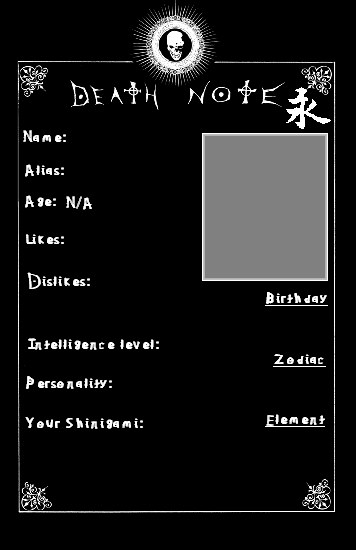 DEATH NOTE
永
Name:
Alias:
Age: N/A
Likes:
Dislikes:
Birthday
Intelligence level:
Zodiac
Personality:
Your Shinigami:
Element